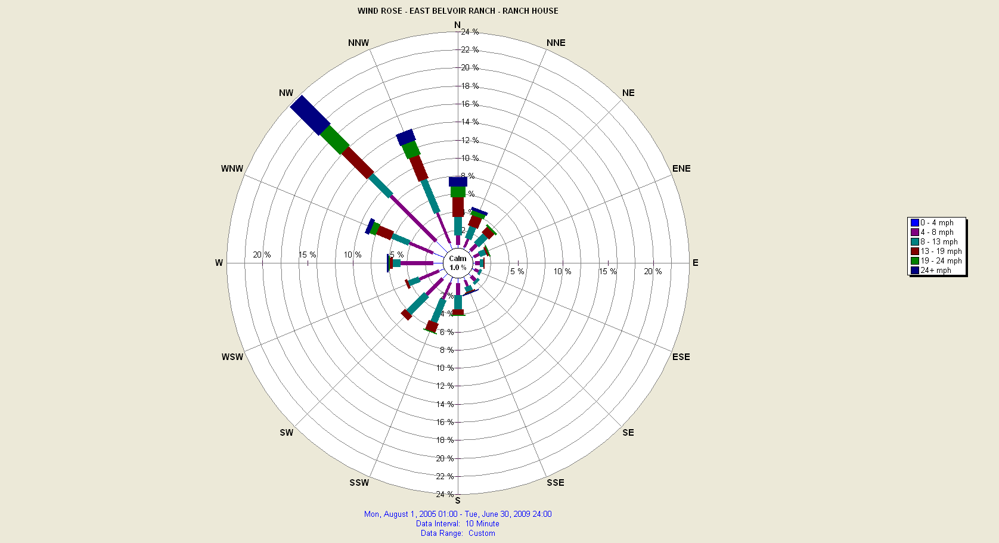 WIND ROSE - EAST BELVOIR RANCH - RANCH HOUSE
N
24 %
NNW
NNE
22 %
20 %
18 %
NW
NE
16 %
14 %
12 %
10 %
WNW
ENE
8 %
%
4 %
2
0 - 4 mph
4 - 8 mph
8 - 13 mph
13 - 19 mph
19 - 24 mph
24+ mph
20 %
15 %
10 %
5 %
W
Calm
1.0 %
E
5 %
10 %
15 %
20 %
2 %
4 %
6 %
8 %
WSW
ESE
10 %
12 %
14 %
16 %
SW
SE
18 %
20 %
22 %
SSW
SSE
24 %
S
Mon, August 1, 2005 01:00 - Tue, June 30, 2009 24:00
Data Interval: 10 Minute
Data Range: Custom